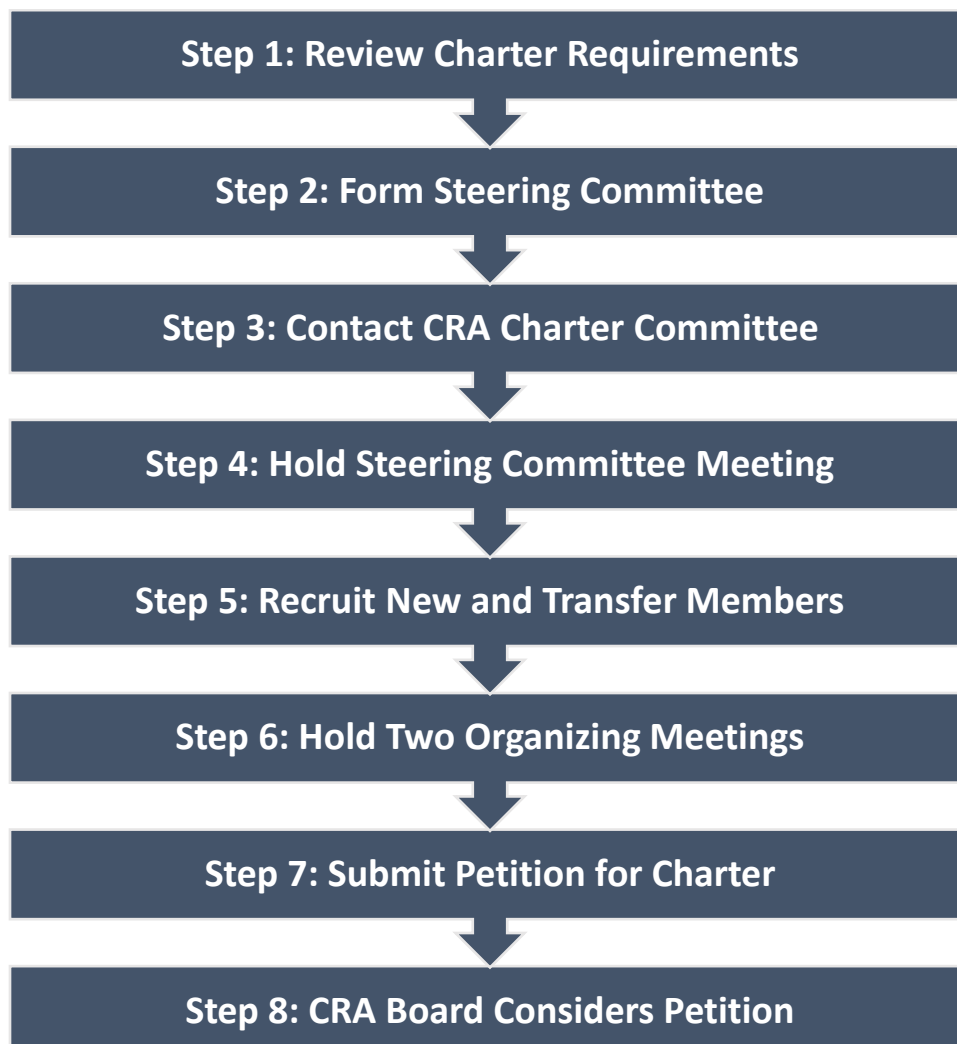 Step 1: Review Charter Requirements
Step 2: Form Steering Committee
Step 3: Contact CRA Charter Committee
Step 4: Hold Steering Committee Meeting
Step 5: Recruit New and Transfer Members
Step 6: Hold Two Organizing Meetings
Step 7: Submit Petition for Charter
Step 8: CRA Board Considers Petition